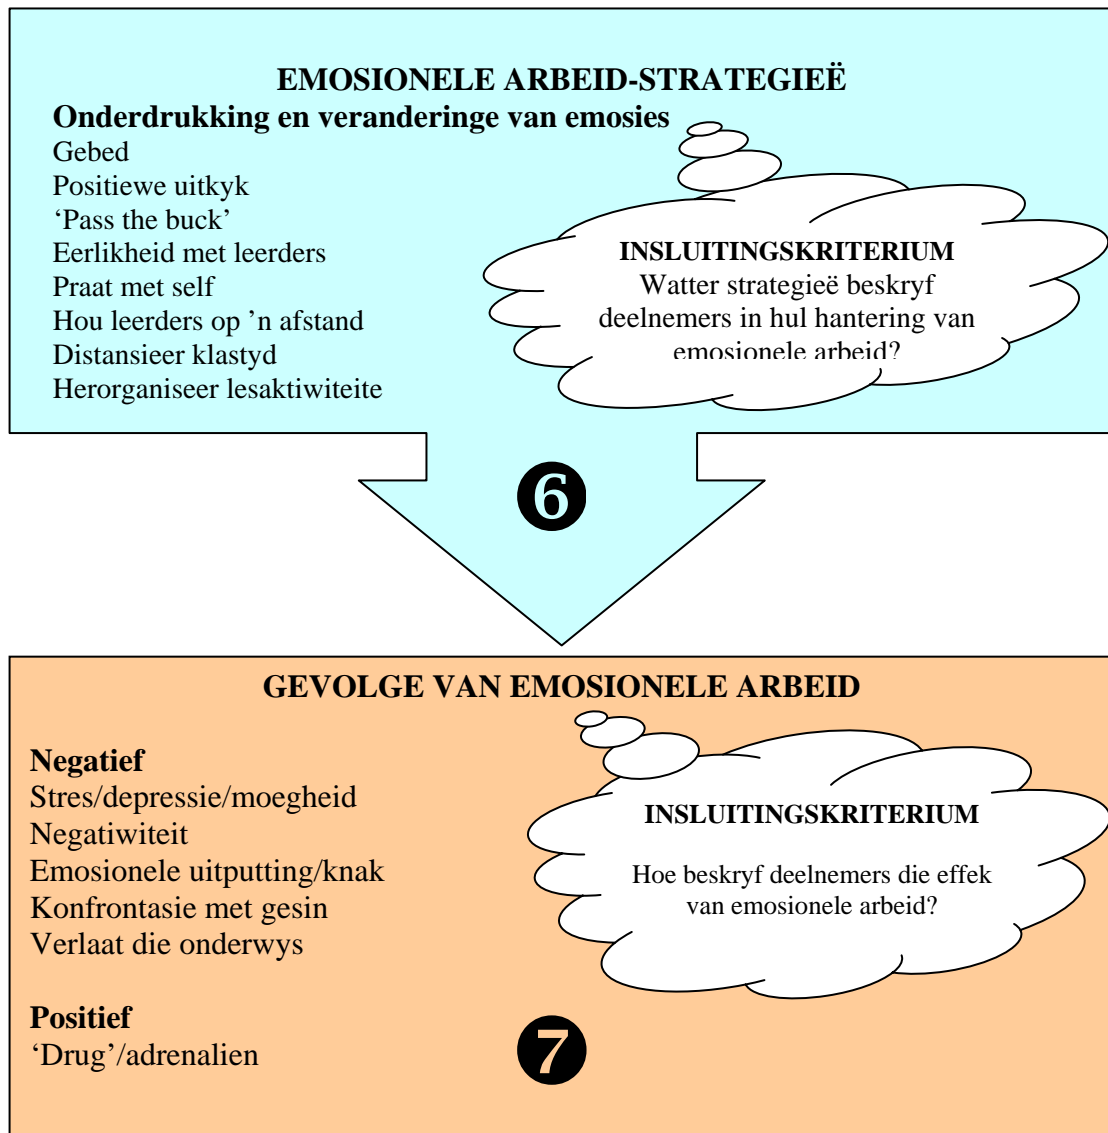 EMOSIONELE ARBEID-STRATEGIEË
Onderdrukking en veranderinge van emosies
Gebed
Positiewe uitkyk
‘Pass the buck’
Eerlikheid met leerders
Praat met self
Hou leerders op ’n afstand
Distansieer klastyd
Herorganiseer lesaktiwiteite
INSLUITINGSKRITERIUM
Watter strategieë beskryf
deelnemers in hul hantering van
emosionele arbeid?
6
GEVOLGE VAN EMOSIONELE ARBEID
Negatief
Stres/depressie/moegheid
Negatiwiteit
Emosionele uitputting/knak
Konfrontasie met gesin
Verlaat die onderwys
Positief
‘Drug’/adrenalien
INSLUITINGSKRITERIUM
Hoe beskryf deelnemers die effek
van emosionele arbeid?
7